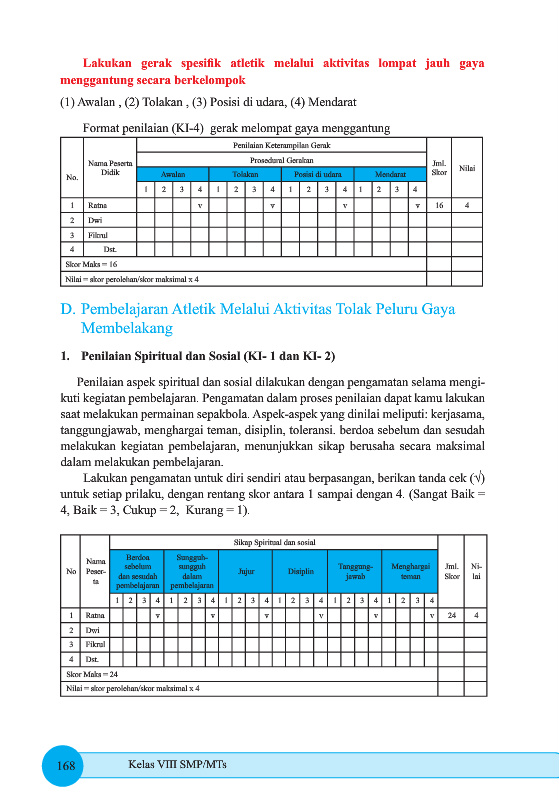 Lakukan gerak spesifik atletik melalui aktivitas lompat jauh gaya
menggantung secara berkelompok
(1) Awalan , (2) Tolakan , (3) Posisi di udara, (4) Mendarat
Format penilaian (KI-4) gerak melompat gaya menggantung
No. Nama Peserta Didik Penilaian Keterampilan Gerak Jml. Skor Nilai
Prosedural Gerakan
Awalan Tolakan Posisi di udara Mendarat
1 2 3 4 1 2 3 4 1 2 3 4 1 2 3 4
1 Ratna v v v v 16 4
2 Dwi
3 Fikrul
4 Dst.
Skor Maks = 16
Nilai = skor perolehan/skor maksimal x 4
D. Pembelajaran Atletik Melalui Aktivitas Tolak Peluru Gaya
Membelakang
1. Penilaian Spiritual dan Sosial (KI- 1 dan KI- 2)
Penilaian aspek spiritual dan sosial dilakukan dengan pengamatan selama mengi-
kuti kegiatan pembelajaran. Pengamatan dalam proses penilaian dapat kamu lakukan
saat melakukan permainan sepakbola. Aspek-aspek yang dinilai meliputi: kerjasama,
tanggungjawab, menghargai teman, disiplin, toleransi. berdoa sebelum dan sesudah
melakukan kegiatan pembelajaran, menunjukkan sikap berusaha secara maksimal
dalam melakukan pembelajaran.
Lakukan pengamatan untuk diri sendiri atau berpasangan, berikan tanda cek (√)
untuk setiap prilaku, dengan rentang skor antara 1 sampai dengan 4. (Sangat Baik =
4, Baik = 3, Cukup = 2, Kurang = 1).
No Nama Peser-ta Sikap Spiritual dan sosial Jml. Skor Ni-lai
Berdoa sebelum dan sesudah pembelajaran Sungguh-sungguh dalam pembelajaran Jujur Disiplin Tanggung-jawab Menghargai teman
1 2 3 4 1 2 3 4 1 2 3 4 1 2 3 4 1 2 3 4 1 2 3 4
1 Ratna v v v v v v 24 4
2 Dwi
3 Fikrul
4 Dst.
Skor Maks = 24
Nilai = skor perolehan/skor maksimal x 4
168 Kelas VIII SMP/MTs